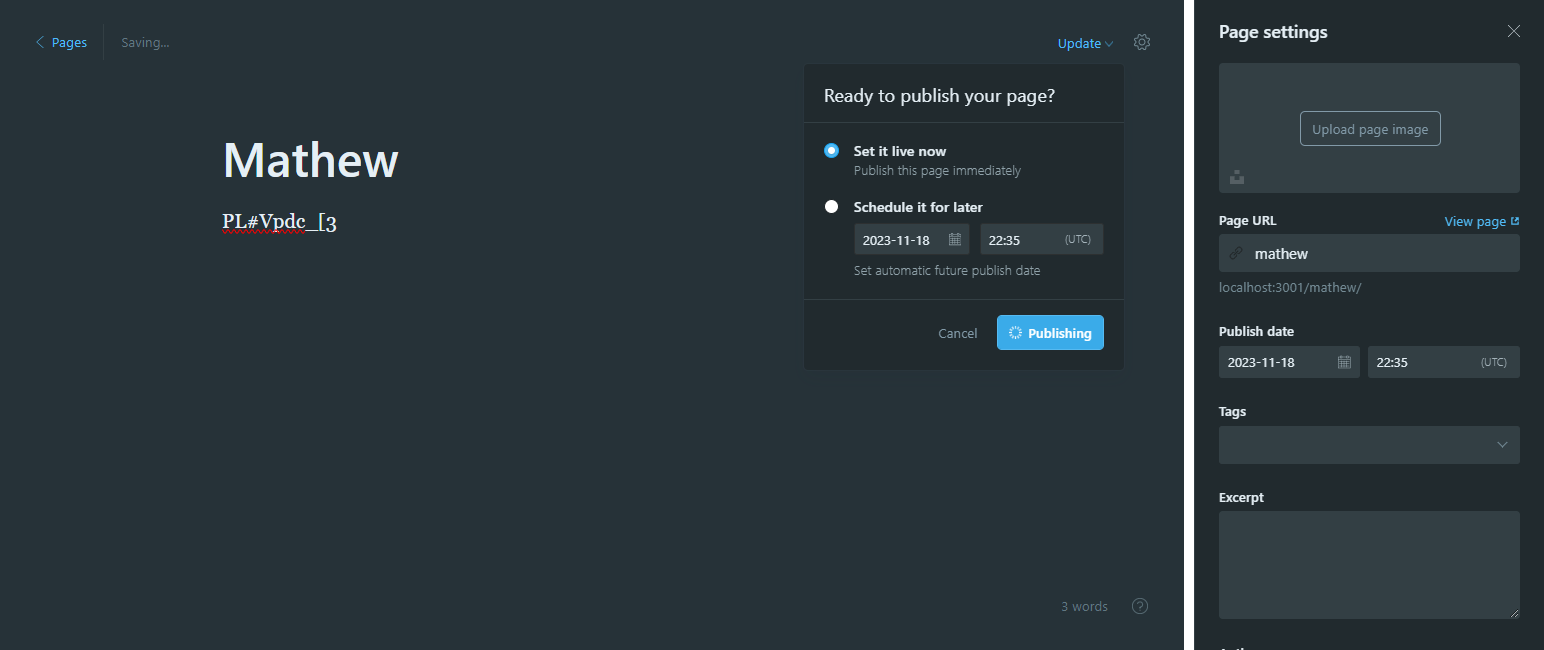 Pages
Saving...
Update
Mathew
PL#Vpdc_[3
Ready to publish your page?
Set it live now
Publish this page immediately
Schedule it for later
2023-11-18 22:35 (UTC)
Set automatic future publish date
Cancel Publishing
3 words
?
Page settings
Upload page image
Page URL View page
mathew
localhost:3001/mathew/
Publish date
2023-11-18 22:35 (UTC)
Tags
Excerpt